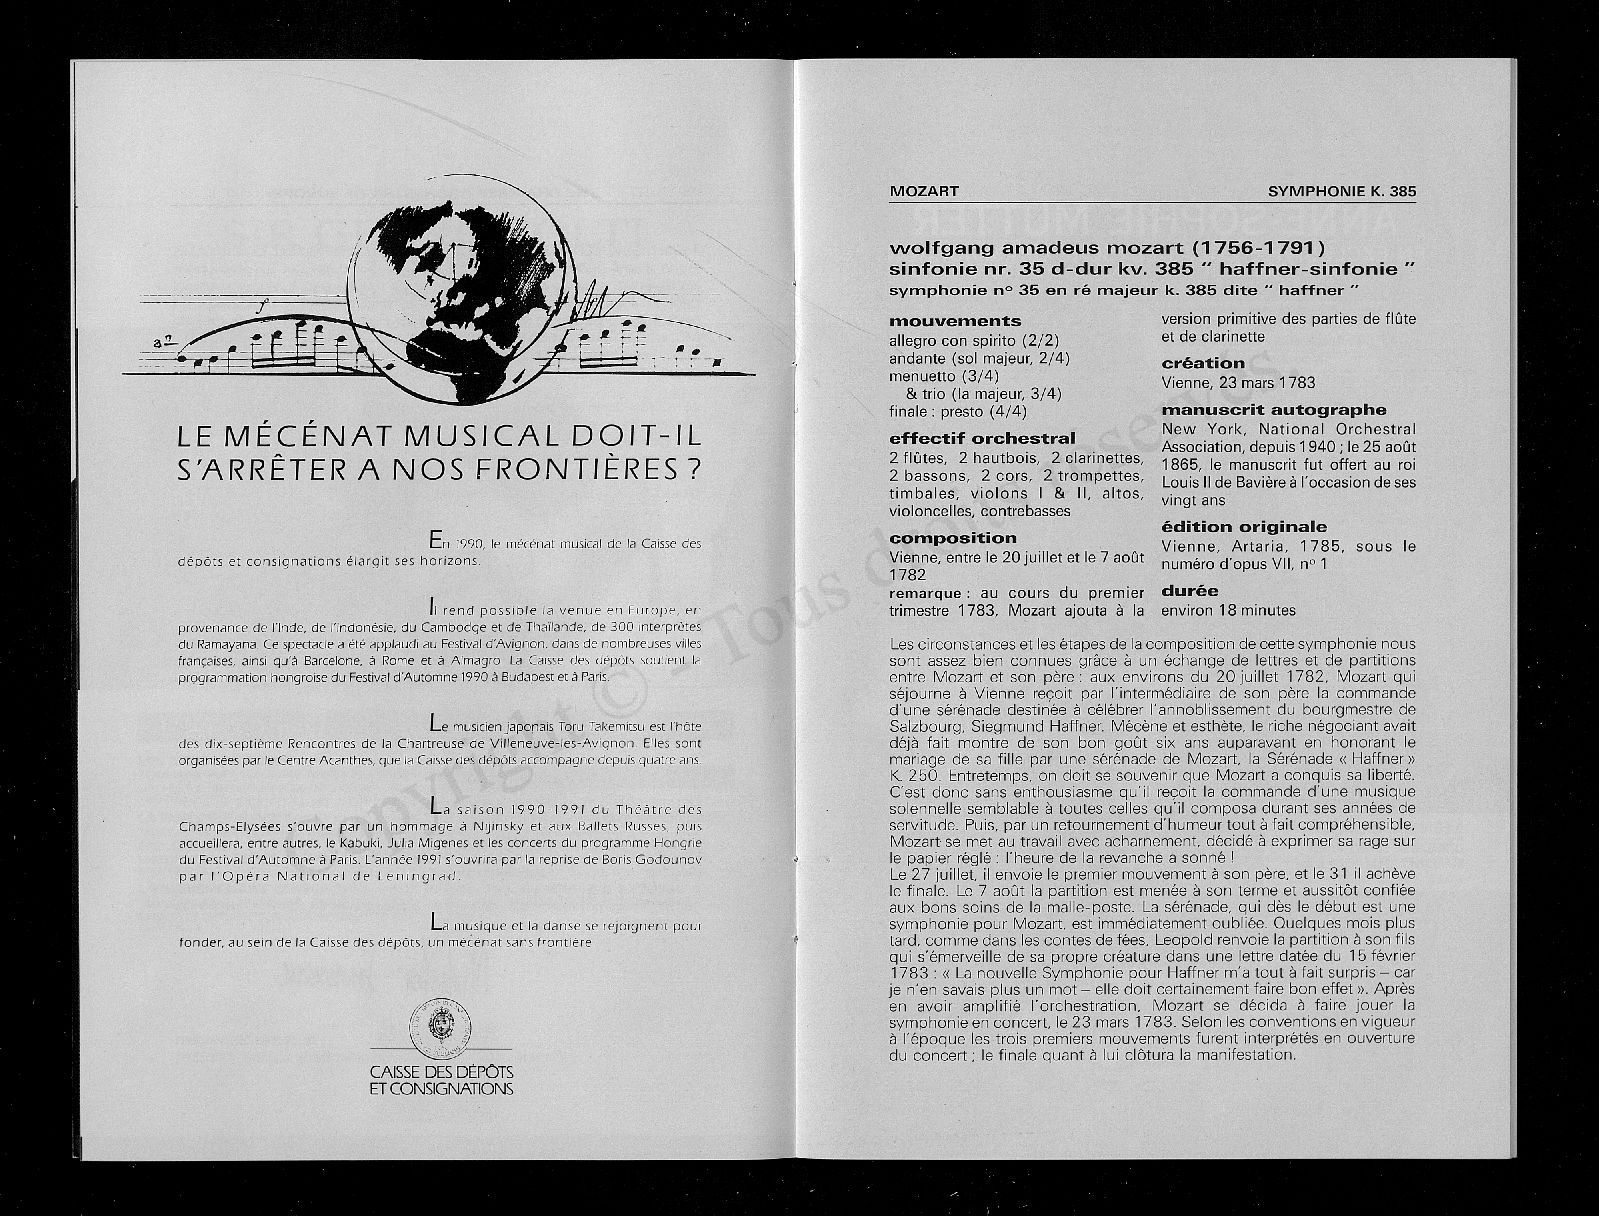 LE MÉCÉNAT MUSICAL DOIT-IL
S'ARRÊTER A NOS FRONTIÈRES ?
En 1990, le mécénat musical de la Caisse des
dépôts et consignations élargit ses horizons.
Il rend possible la venue en Europe, en
provenance de l'Inde, de l'Indonésie, du Cambodge et de Thaïlande, de 300 interprètes
du Ramayana. Ce spectacle a été applaudi au Festival d'Avignon, dans de nombreuses villes
françaises, ainsi qu'à Barcelone, à Rome et à Almagro. La Caisse des dépôts soutient la
programmation hongroise du Festival d'Automne 1990 à Budapest et à Paris.
Le musicien japonais Toru Takemitsu est l'hôte
des dix-septième Rencontres de la Chartreuse de Villeneuve-les-Avignon. Elles sont
organisées par le Centre Acanthes, que la Caisse des dépôts accompagne depuis quatre ans.
La saison 1990-1991 du Théâtre des
Champs-Elysées s'ouvre par un hommage à Nijinsky et aux Ballets Russes, puis
accueillera, entre autres, le Kabuki, Julia Migenes et les concerts du programme Hongrie
du Festival d'Automne à Paris. L'année 1991 s'ouvrira par la reprise de Boris Godounov
par l'Opéra National de Leningrad.
La musique et la danse se rejoignent pour
fonder, au sein de la Caisse des dépôts, un mécénat sans frontière
CAISSE DES DÉPÔTS
ET CONSIGNATIONS
MOZART SYMPHONIE K. 385
wolfgang amadeus mozart (1756-1791)
sinfonie nr. 35 d-dur kv. 385 " haffner-sinfonie "
symphonie nº 35 en ré majeur k. 385 dite " haffner "
mouvements
allegro con spirito (2/2)
andante (sol majeur, 2/4)
menuetto (3/4)
& trio (la majeur, 3/4)
finale : presto (4/4)
effectif orchestral
2 flûtes, 2 hautbois, 2 clarinettes,
2 bassons, 2 cors, 2 trompettes,
timbales, violons I & II, altos,
violoncelles, contrebasses
composition
Vienne, entre le 20 juillet et le 7 août
1782
remarque : au cours du premier
trimestre 1783, Mozart ajouta à la
version primitive des parties de flûte
et de clarinette
création
Vienne, 23 mars 1783
manuscrit autographe
New York, National Orchestral
Association, depuis 1940 ; le 25 août
1865, le manuscrit fut offert au roi
Louis II de Bavière à l'occasion de ses
vingt ans
édition originale
Vienne, Artaria, 1785, sous le
numéro d'opus VII, nº 1
durée
environ 18 minutes
Les circonstances et les étapes de la composition de cette symphonie nous
sont assez bien connues grâce à un échange de lettres et de partitions
entre Mozart et son père : aux environs du 20 juillet 1782, Mozart qui
séjourne à Vienne reçoit par l'intermédiaire de son père la commande
d'une sérénade destinée à célébrer l'annoblissement du bourgmestre de
Salzbourg, Siegmund Haffner. Mécène et esthète, le riche négociant avait
déjà fait montre de son bon goût six ans auparavant en honorant le
mariage de sa fille par une sérénade de Mozart, la Sérénade « Haffner »
K. 250. Entretemps, on doit se souvenir que Mozart a conquis sa liberté.
C'est donc sans enthousiasme qu'il reçoit la commande d'une musique
solennelle semblable à toutes celles qu'il composa durant ses années de
servitude. Puis, par un retournement d'humeur tout à fait compréhensible,
Mozart se met au travail avec acharnement, décidé à exprimer sa rage sur
le papier réglé : l'heure de la revanche a sonné !
Le 27 juillet, il envoie le premier mouvement à son père, et le 31 il achève
le finale. Le 7 août la partition est menée à son terme et aussitôt confiée
aux bons soins de la malle-poste. La sérénade, qui dès le début est une
symphonie pour Mozart, est immédiatement oubliée. Quelques mois plus
tard, comme dans les contes de fées, Leopold renvoie la partition à son fils
qui s'émerveille de sa propre créature dans une lettre datée du 15 février
1783 : « La nouvelle Symphonie pour Haffner m'a tout à fait surpris – car
je n'en savais plus un mot – elle doit certainement faire bon effet ». Après
en avoir amplifié l'orchestration, Mozart se décida à faire jouer la
symphonie en concert, le 23 mars 1783. Selon les conventions en vigueur
à l'époque les trois premiers mouvements furent interprétés en ouverture
du concert ; le finale quant à lui clôtura la manifestation.
Copyright © Tous droits réservés